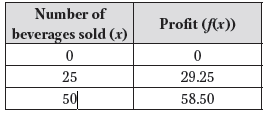 Number of
beverages sold (x)
Profit (f(x))
0 0
25 29.25
50 58.50